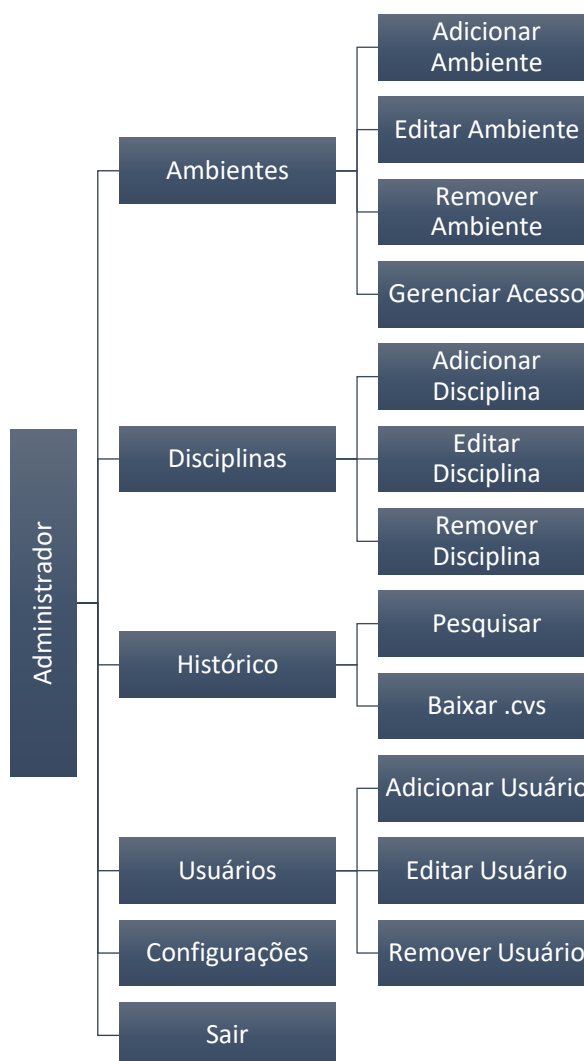 Administrador
Ambientes
Adicionar
Ambiente
Editar Ambiente
Remover
Ambiente
Gerenciar Acesso
Disciplinas
Adicionar
Disciplina
Editar
Disciplina
Remover
Disciplina
Histórico
Pesquisar
Baixar .cvs
Usuários
Adicionar Usuário
Editar Usuário
Remover Usuário
Configurações
Sair